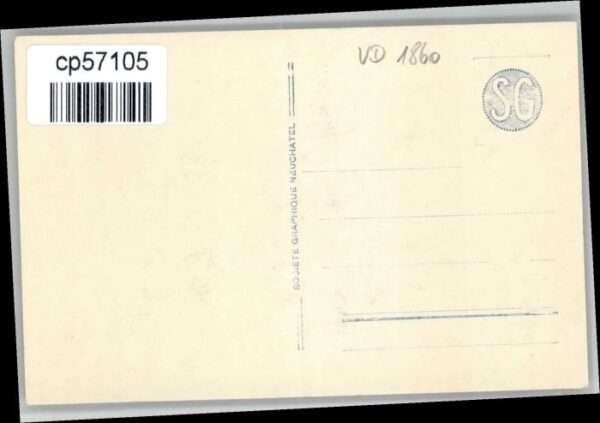 cp57105
VD 1860
SG
SOCIETE GRAPHIQUE NEUCHATEL